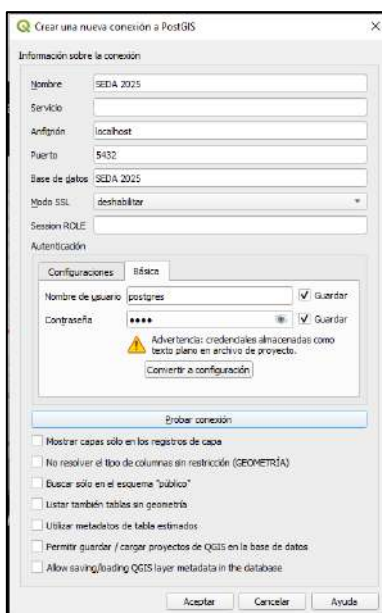 Crear una nueva conexión a PostGIS
Información sobre la conexión
Nombre SEDA 2025
Servicio
Anfitrión localhost
Puerto 5432
Base de datos SEDA 2025
Modo SSL deshabilitar
Session ROLE
Autenticación
Configuraciones Básica
Nombre de usuario postgres Guardar
Contraseña •••• Guardar
Advertencia: credenciales almacenadas como
texto plano en archivo de proyecto.
Convertir a configuración
Probar conexión
Mostrar capas sólo en los registros de capa
No resolver el tipo de columnas sin restricción (GEOMETRÍA)
Buscar sólo en el esquema "público"
Listar también tablas sin geometría
Utilizar metadatos de tabla estimados
Permitir guardar / cargar proyectos de QGIS en la base de datos
Allow saving/loading QGIS layer metadata in the database
Aceptar Cancelar Ayuda